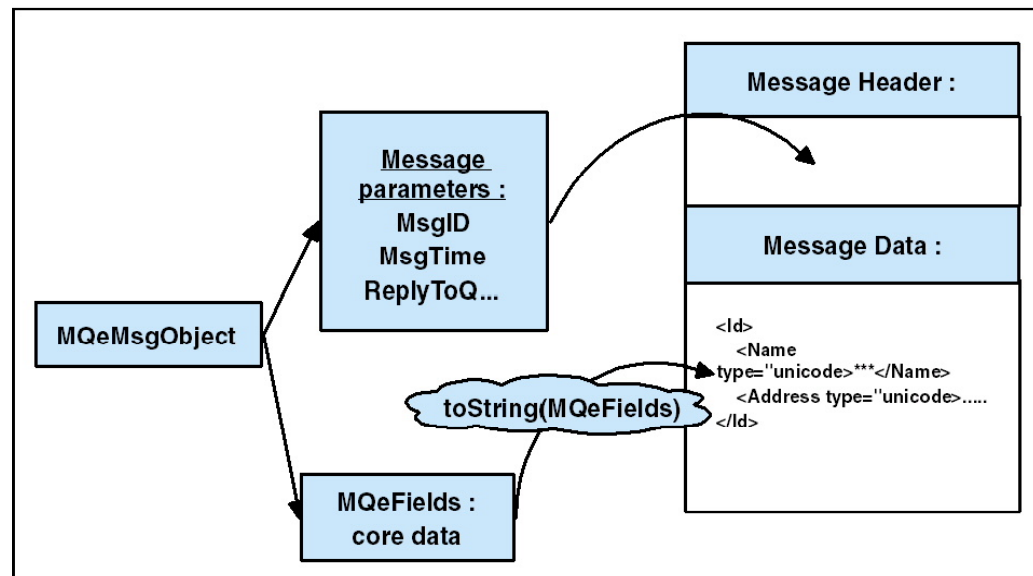 MQeMsgObject
Message
parameters :
MsgID
MsgTime
ReplyToQ...
MQeFields :
core data
toString(MQeFields)
Message Header :
Message Data :
<Id>
<Name
type="unicode>***</Name>
<Address type="unicode>.....
</Id>